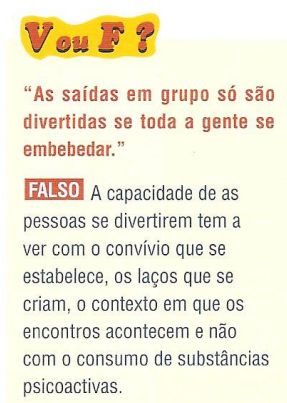 V ou F ?
“As saídas em grupo só são
divertidas se toda a gente se
embebedar.”
FALSO A capacidade de as
pessoas se divertirem tem a
ver com o convívio que se
estabelece, os laços que se
criam, o contexto em que os
encontros acontecem e não
com o consumo de substâncias
psicoactivas.